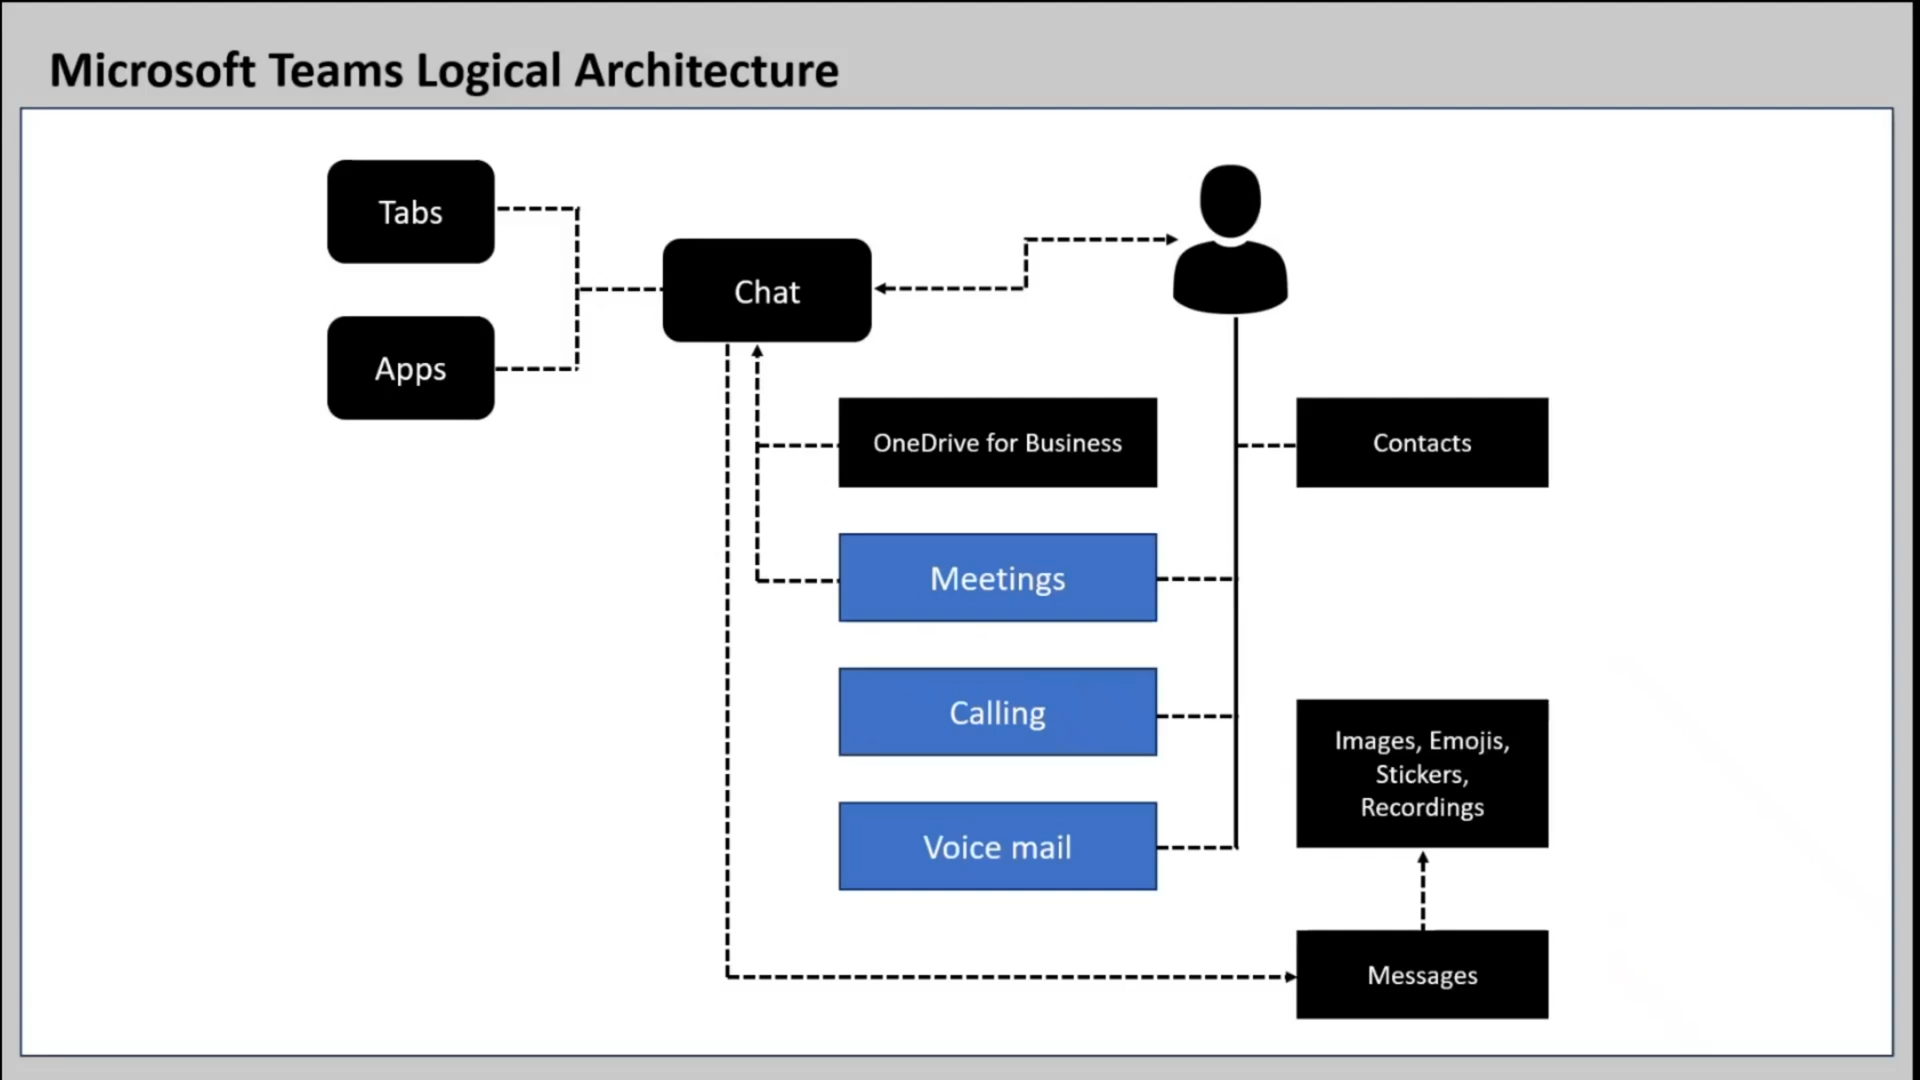 Microsoft Teams Logical Architecture
Tabs
Chat
Apps
OneDrive for Business
Contacts
Meetings
Calling
Images, Emojis,
Stickers,
Recordings
Voice mail
Messages